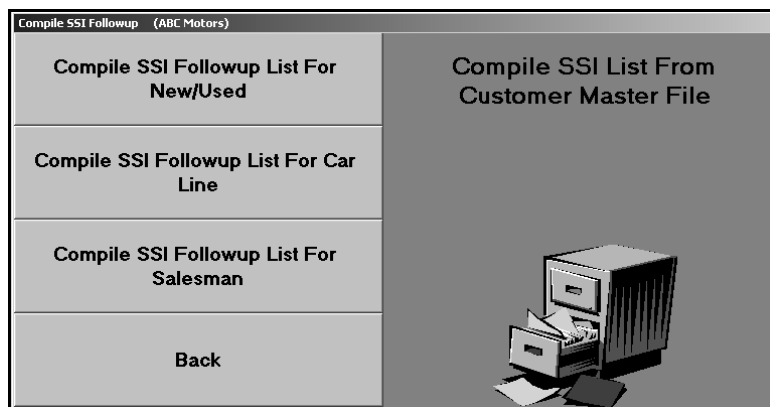 Compile SSI Followup (ABC Motors)
Compile SSI Followup List For
New/Used
Compile SSI Followup List For Car
Line
Compile SSI Followup List For
Salesman
Back
Compile SSI List From
Customer Master File